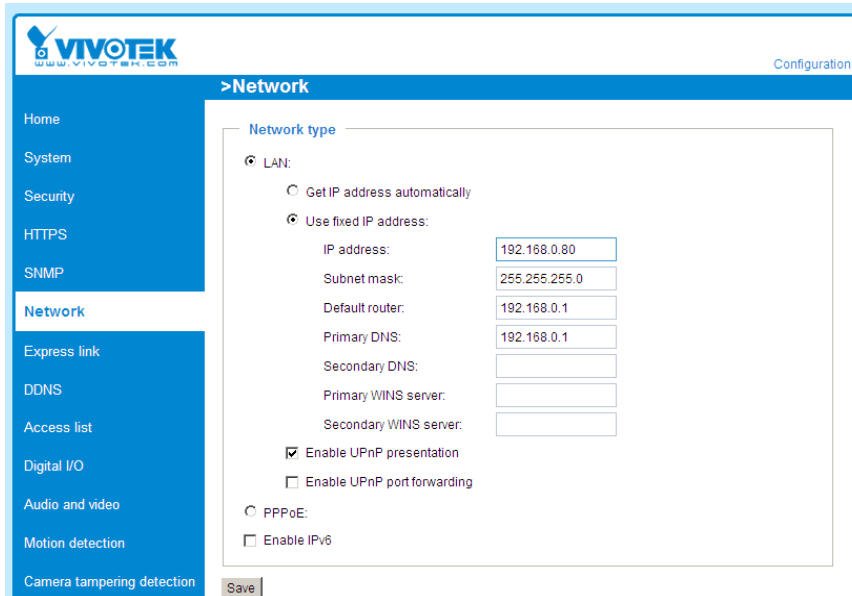 VIVOTEK
www.vivotek.com
Configuration
>Network
Home
System
Security
HTTPS
SNMP
Network
Express link
DDNS
Access list
Digital I/O
Audio and video
Motion detection
Camera tampering detection
Network type
LAN:
Get IP address automatically
Use fixed IP address:
IP address: 192.168.0.80
Subnet mask: 255.255.255.0
Default router: 192.168.0.1
Primary DNS: 192.168.0.1
Secondary DNS:
Primary WINS server:
Secondary WINS server:
Enable UPnP presentation
Enable UPnP port forwarding
PPPoE:
Enable IPv6
Save